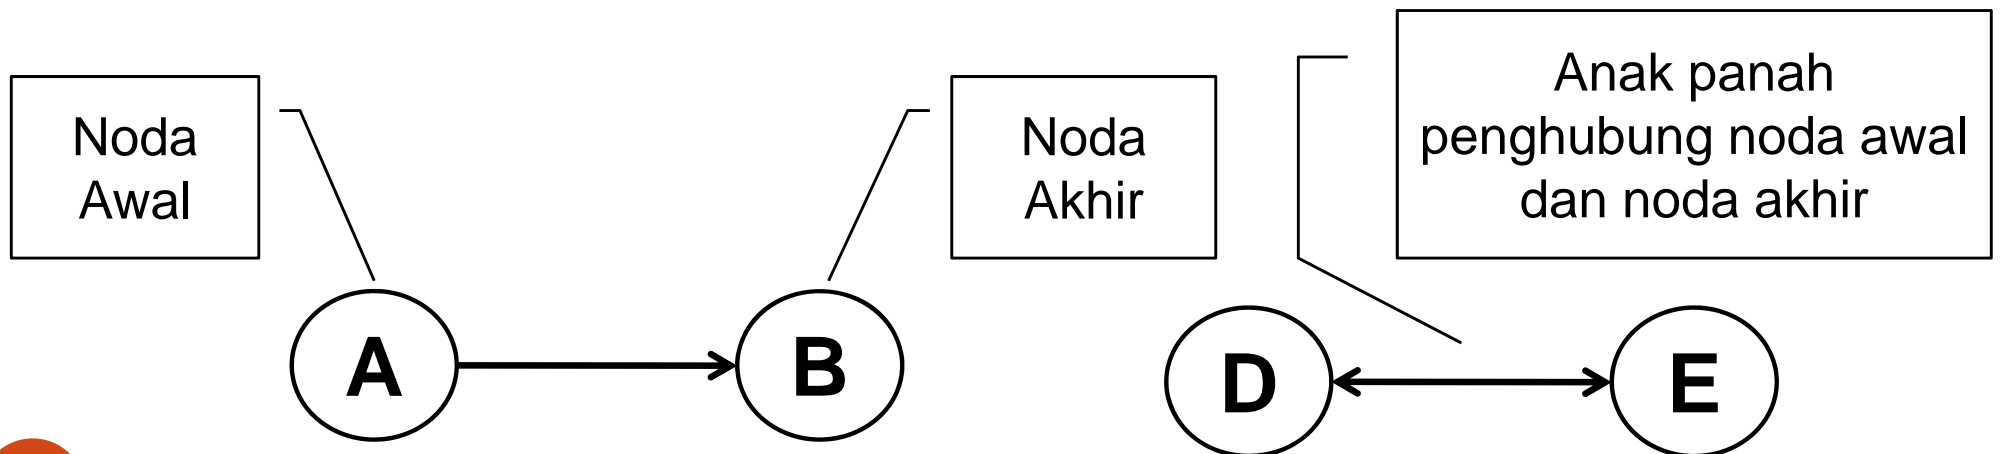 Noda
Awal
Noda
Akhir
Anak panah
penghubung noda awal
dan noda akhir
A
B
D
E